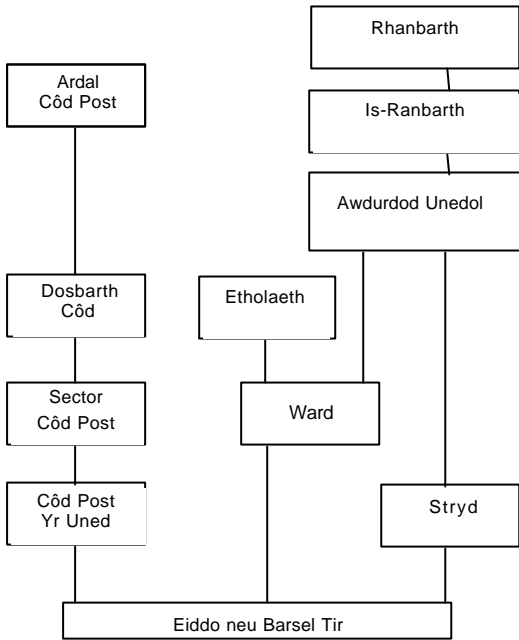 Rhanbarth
Ardal
Côd Post
Is-Ranbarth
Awdurdod Unedol
Dosbarth
Côd
Etholaeth
Sector
Côd Post
Ward
Côd Post
Yr Uned
Stryd
Eiddo neu Barsel Tir